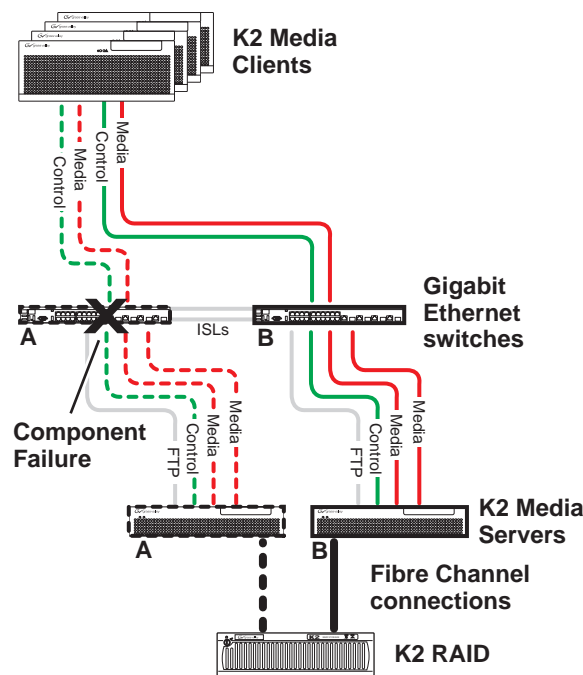 K2 Media
Clients
Control
Media
Control
Media
A
ISLs
B
Gigabit
Ethernet
switches
Component
Failure
FTP
Control
Media
Media
FTP
Control
Media
Media
A
B
K2 Media
Servers
Fibre Channel
connections
K2
K2 RAID